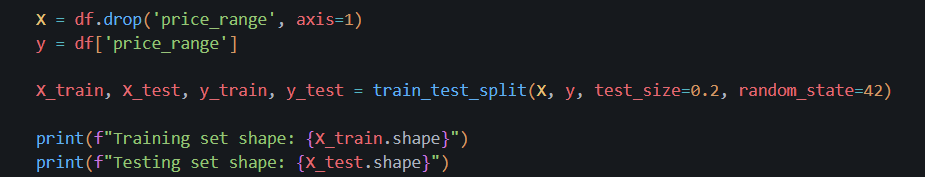 X = df.drop('price_range', axis=1)
y = df['price_range']
X_train, X_test, y_train, y_test = train_test_split(X, y, test_size=0.2, random_state=42)
print(f"Training set shape: {X_train.shape}")
print(f"Testing set shape: {X_test.shape}")